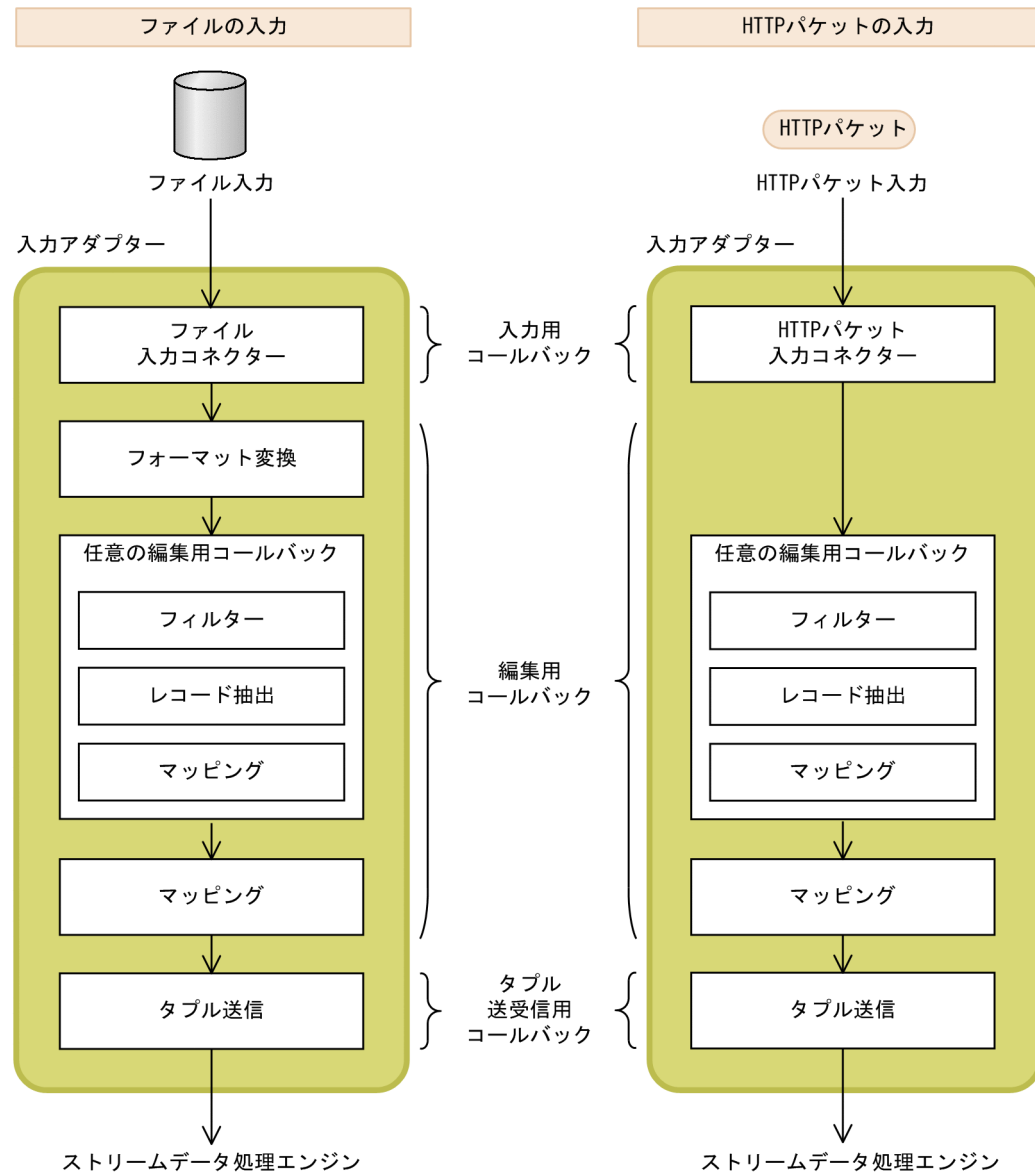 ファイルの入力
HTTPパケットの入力
HTTPパケット
ファイル入力
HTTPパケット入力
入力アダプター
入力アダプター
ファイル
入力コネクター
入力用
コールバック
HTTPパケット
入力コネクター
フォーマット変換
任意の編集用コールバック
フィルター
レコード抽出
マッピング
編集用
コールバック
任意の編集用コールバック
フィルター
レコード抽出
マッピング
マッピング
マッピング
タプル送信
タプル
送受信用
コールバック
タプル送信
ストリームデータ処理エンジン
ストリームデータ処理エンジン